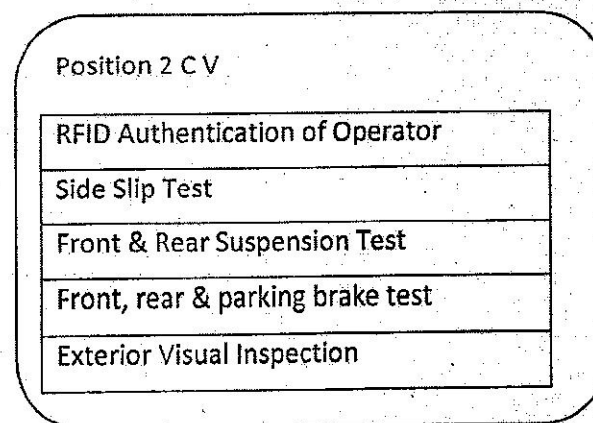 Position 2 C V
RFID Authentication of Operator
Side Slip Test
Front & Rear Suspension Test
Front, rear & parking brake test
Exterior Visual Inspection